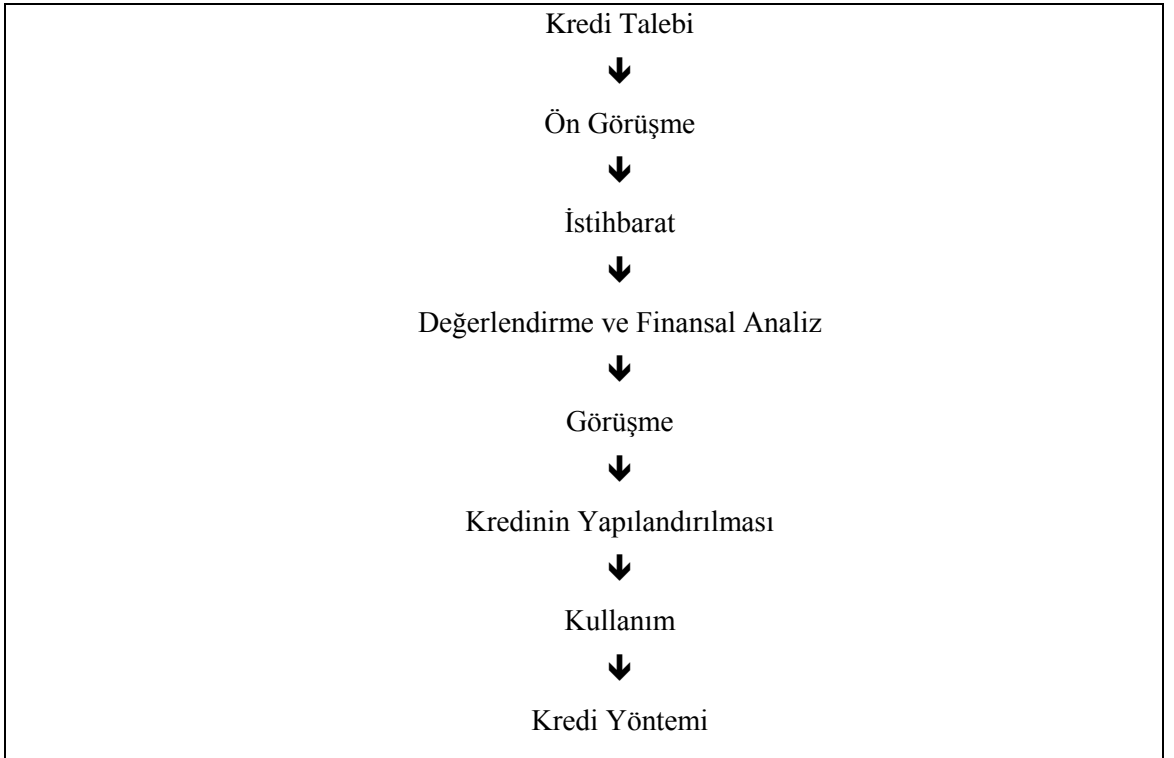 Kredi Talebi
Ön Görüşme
İstihbarat
Değerlendirme ve Finansal Analiz
Görüşme
Kredinin Yapılandırılması
Kullanım
Kredi Yöntemi